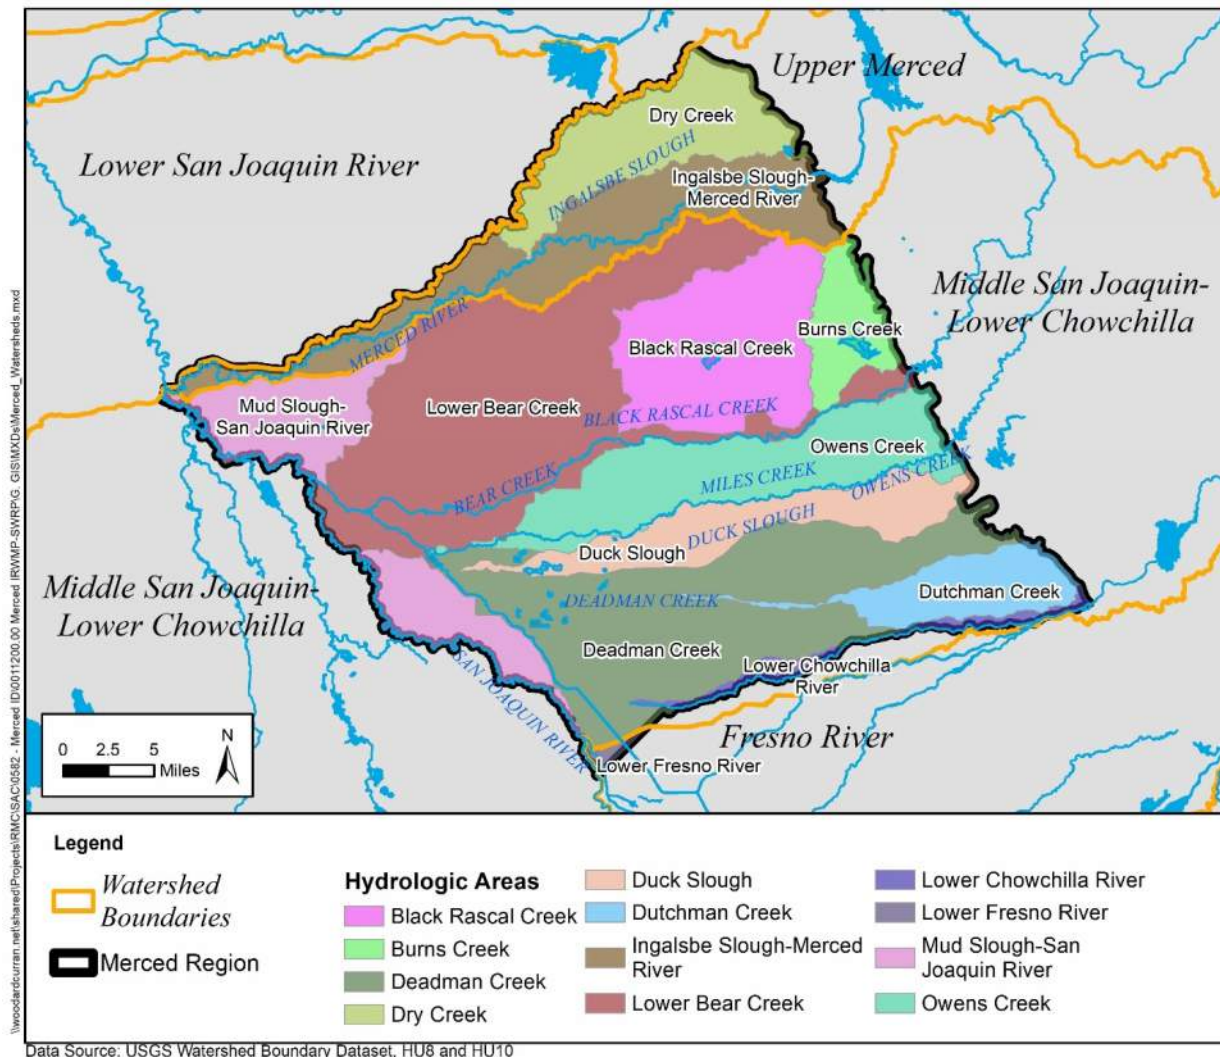 Upper Merced
Dry Creek
Lower San Joaquin River
INGALSBE SLOUGH
Ingalsbe Slough-
Merced River
Middle San Joaquin-
Lower Chowchilla
MERCED RIVER
Burns Creek
Black Rascal Creek
Mud Slough-
San Joaquin River
Lower Bear Creek
BLACK RASCAL CREEK
Owens Creek
BEAR CREEK
MILES CREEK
OWENS CREEK
DUCK SLOUGH
Duck Slough
Middle San Joaquin-
Lower Chowchilla
DEADMAN CREEK
Dutchman Creek
Deadman Creek
Lower Chowchilla
River
SAN JOAQUIN RIVER
Fresno River
Lower Fresno River
0 2.5 5
Miles
N
Legend
Watershed
Boundaries
Merced Region
Hydrologic Areas
Black Rascal Creek
Burns Creek
Deadman Creek
Dry Creek
Duck Slough
Dutchman Creek
Ingalsbe Slough-Merced
River
Lower Bear Creek
Lower Chowchilla River
Lower Fresno River
Mud Slough-San
Joaquin River
Owens Creek
Data Source: USGS Watershed Boundary Dataset, HU8 and HU10
\\woodardcurran.net\shared\Projects\RMC\SAC\0582 - Merced ID\0011200.00 Merced IRWMP-SWRP\G. GIS\MXDs\Merced_Watersheds.mxd